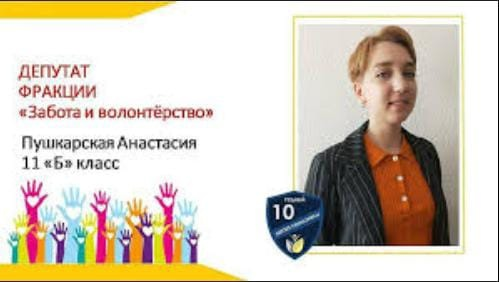 ДЕПУТАТ
ФРАКЦИИ
«Забота и волонтёрство»
Пушкарская Анастасия
11 «Б» класс
10